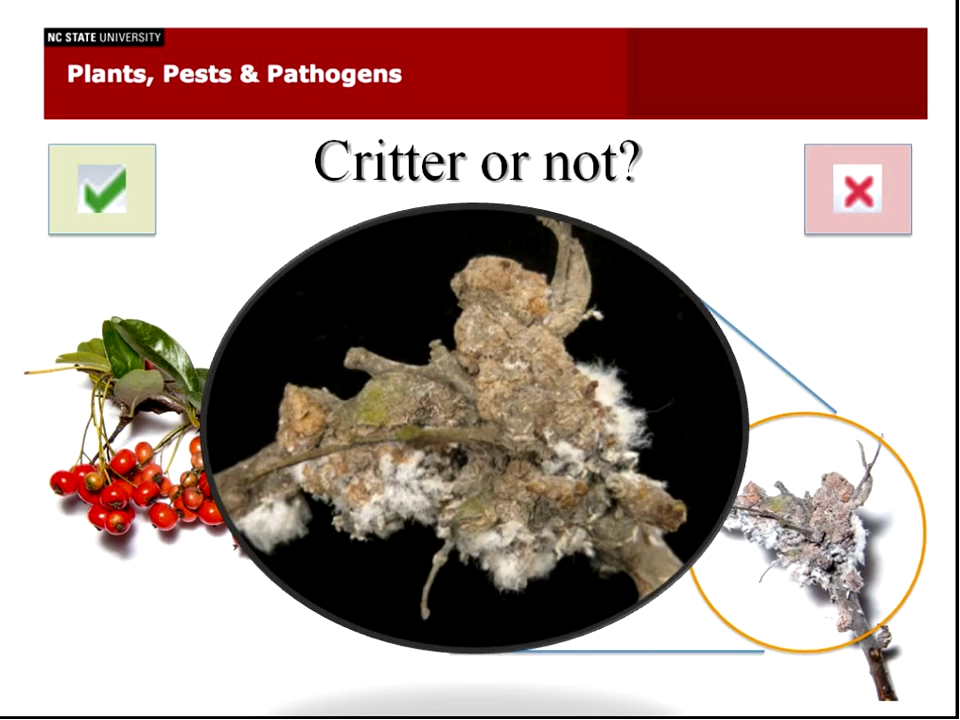 NC STATE UNIVERSITY
Plants, Pests & Pathogens
Critter or not?